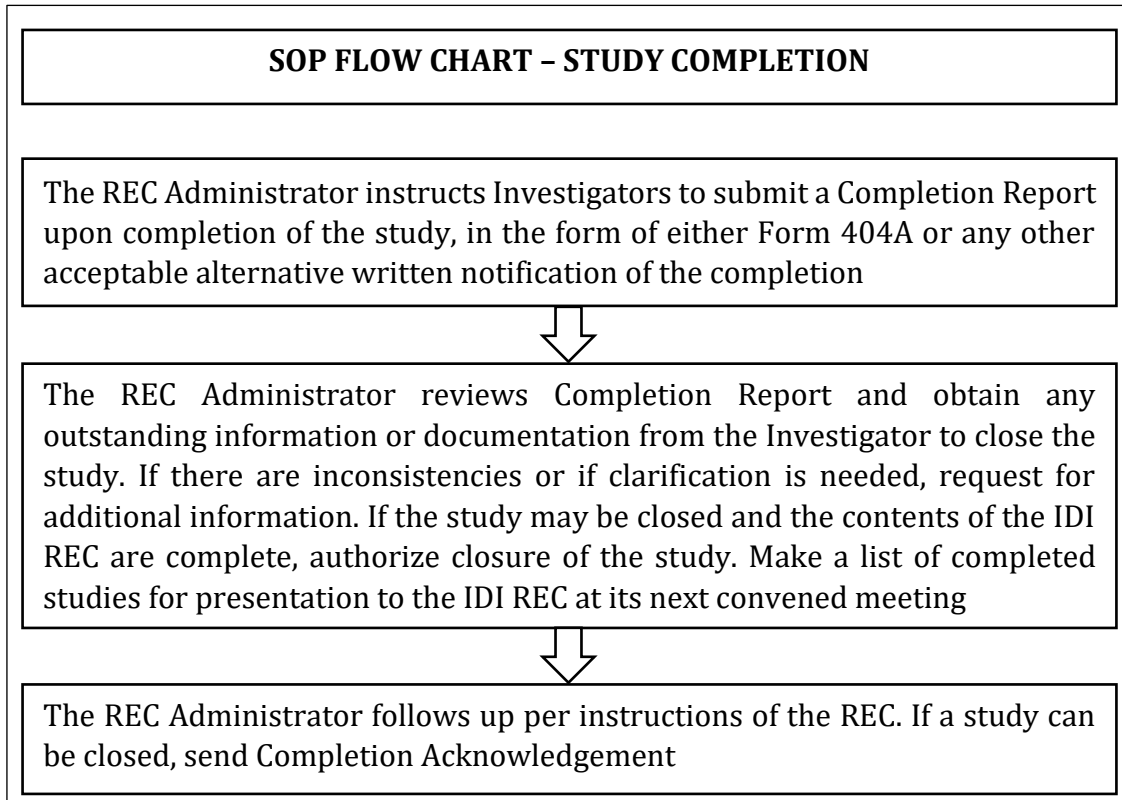 SOP FLOW CHART – STUDY COMPLETION
The REC Administrator instructs Investigators to submit a Completion Report
upon completion of the study, in the form of either Form 404A or any other
acceptable alternative written notification of the completion
The REC Administrator reviews Completion Report and obtain any
outstanding information or documentation from the Investigator to close the
study. If there are inconsistencies or if clarification is needed, request for
additional information. If the study may be closed and the contents of the IDI
REC are complete, authorize closure of the study. Make a list of completed
studies for presentation to the IDI REC at its next convened meeting
The REC Administrator follows up per instructions of the REC. If a study can
be closed, send Completion Acknowledgement